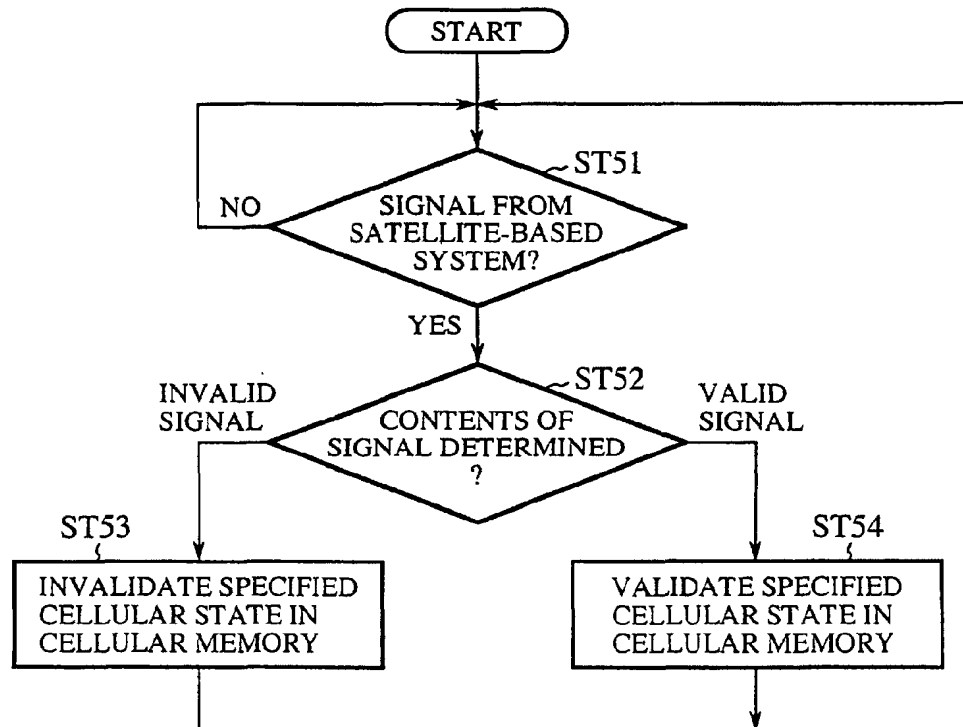 START
ST51
NO
SIGNAL FROM
SATELLITE-BASED
SYSTEM?
YES
ST52
INVALID
SIGNAL
VALID
SIGNAL
CONTENTS OF
SIGNAL DETERMINED
?
ST53
ST54
INVALIDATE SPECIFIED
CELLULAR STATE IN
CELLULAR MEMORY
VALIDATE SPECIFIED
CELLULAR STATE IN
CELLULAR MEMORY